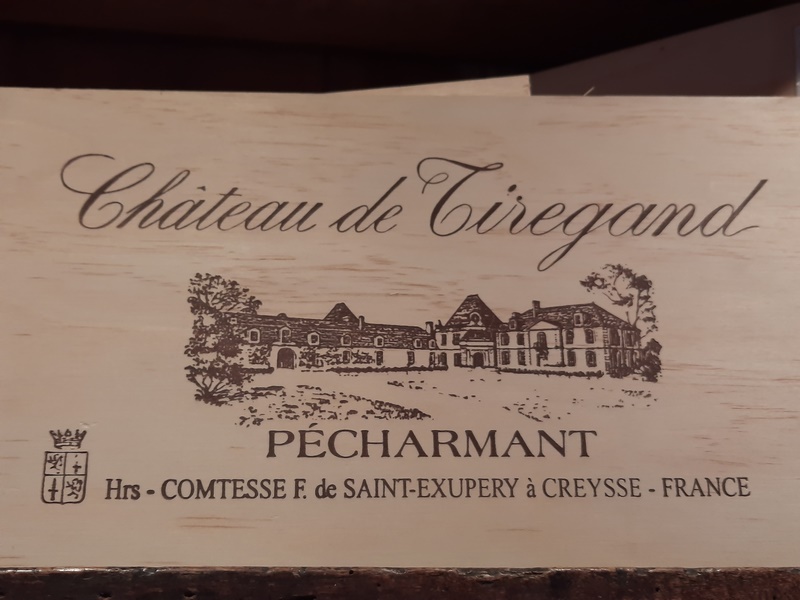 Château de Tiregand
PÉCHARMANT
Hrs - COMTESSE F. de SAINT-EXUPERY à CREYSSE - FRANCE